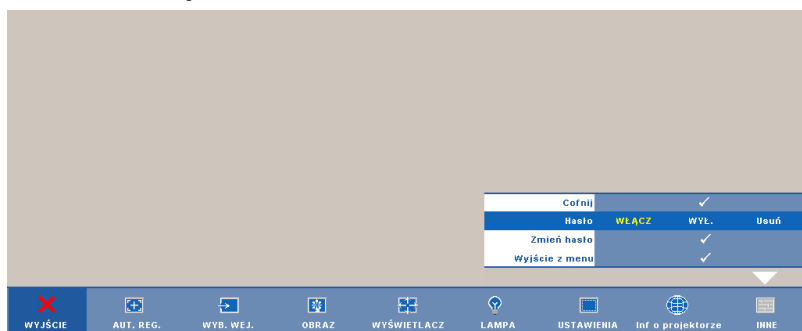 Cofnij
Hasło WŁĄCZ WYŁ. Usuń
Zmień hasło
Wyjście z menu
WYJŚCIE AUT. REG. WYB. WEJ. OBRAZ WYŚWIETLACZ LAMPA USTAWIENIA Inf o projektorze INNE